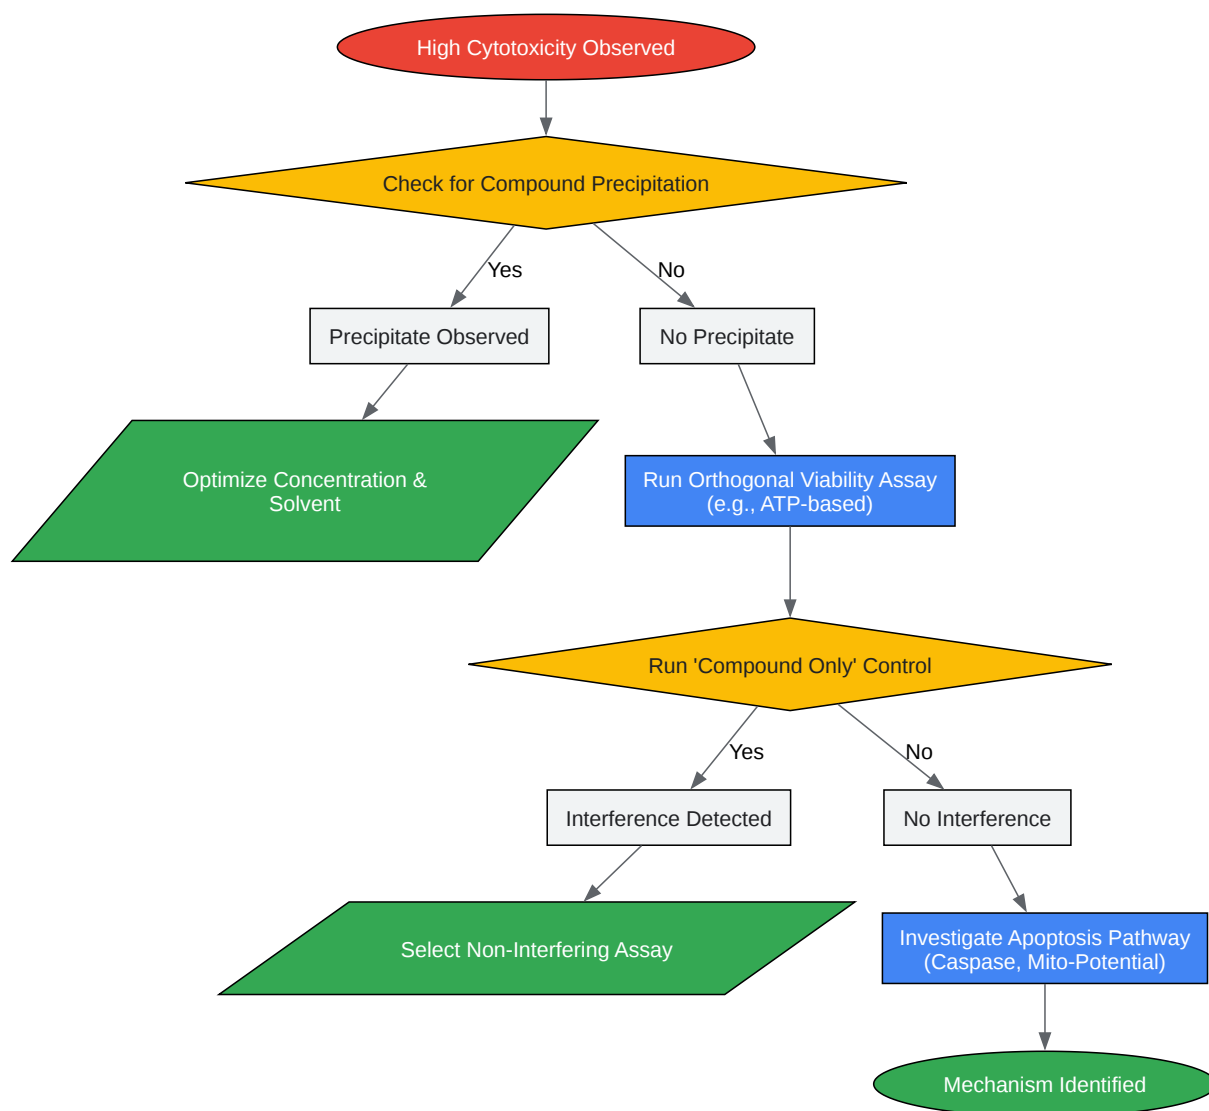 High Cytotoxicity Observed
Check for Compound Precipitation
Yes
No
Precipitate Observed
No Precipitate
Optimize Concentration &
Solvent
Run Orthogonal Viability Assay
(e.g., ATP-based)
Run 'Compound Only' Control
Yes
No
Interference Detected
No Interference
Select Non-Interfering Assay
Investigate Apoptosis Pathway
(Caspase, Mito-Potential)
Mechanism Identified